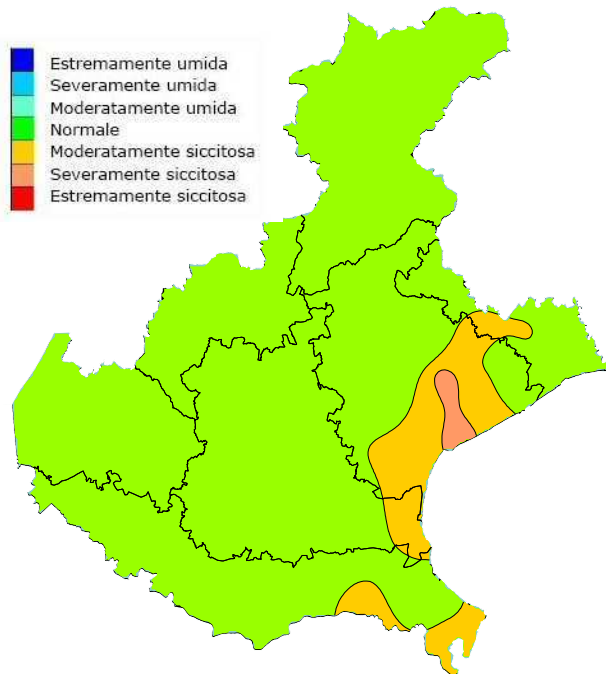 Estremamente umida
Severamente umida
Moderatamente umida
Normale
Moderatamente siccitosa
Severamente siccitosa
Estremamente siccitosa